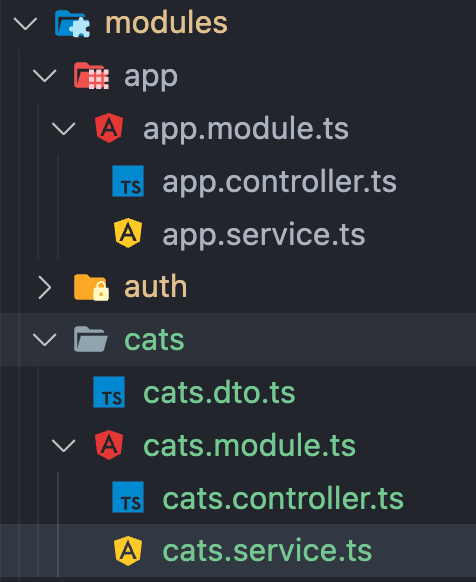 modules
app
app.module.ts
TS app.controller.ts
app.service.ts
auth
cats
TS cats.dto.ts
cats.module.ts
TS cats.controller.ts
cats.service.ts